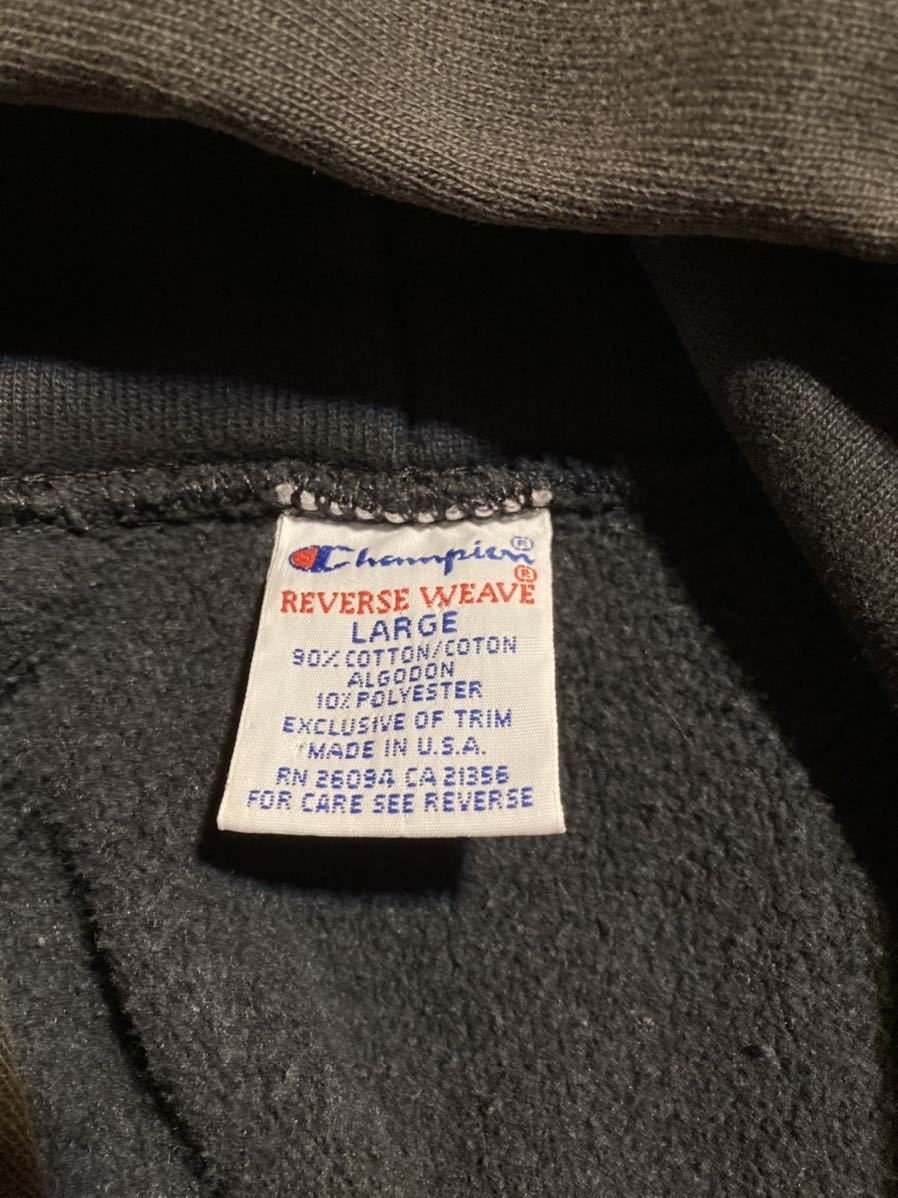 Champion®
REVERSE WEAVE®
LARGE
90% COTTON/COTON
ALGODON
10% POLYESTER
EXCLUSIVE OF TRIM
MADE IN U.S.A.
RN 26094 CA 21356
FOR CARE SEE REVERSE